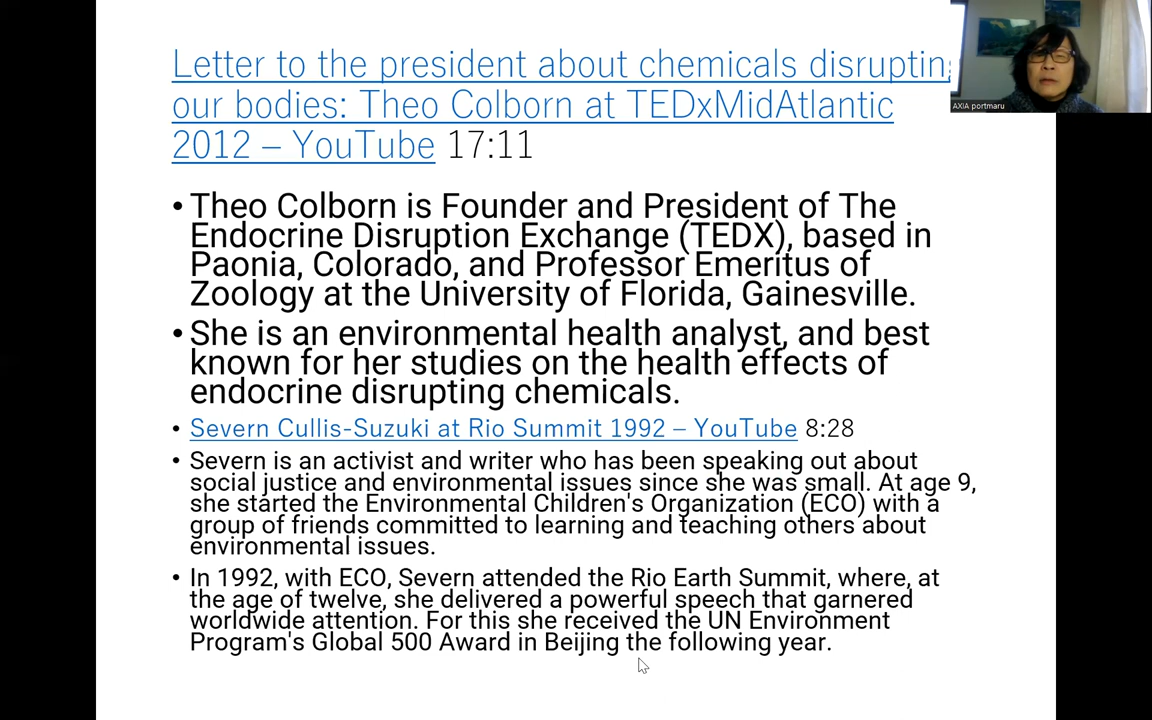 Letter to the president about chemicals disrupting
our bodies: Theo Colborn at TEDxMidAtlantic
2012 – YouTube 17:11
• Theo Colborn is Founder and President of The
Endocrine Disruption Exchange (TEDX), based in
Paonia, Colorado, and Professor Emeritus of
Zoology at the University of Florida, Gainesville.
• She is an environmental health analyst, and best
known for her studies on the health effects of
endocrine disrupting chemicals.
• Severn Cullis-Suzuki at Rio Summit 1992 – YouTube 8:28
• Severn is an activist and writer who has been speaking out about
social justice and environmental issues since she was small. At age 9,
she started the Environmental Children's Organization (ECO) with a
group of friends committed to learning and teaching others about
environmental issues.
• In 1992, with ECO, Severn attended the Rio Earth Summit, where, at
the age of twelve, she delivered a powerful speech that garnered
worldwide attention. For this she received the UN Environment
Program's Global 500 Award in Beijing the following year.
AXIA portmaru